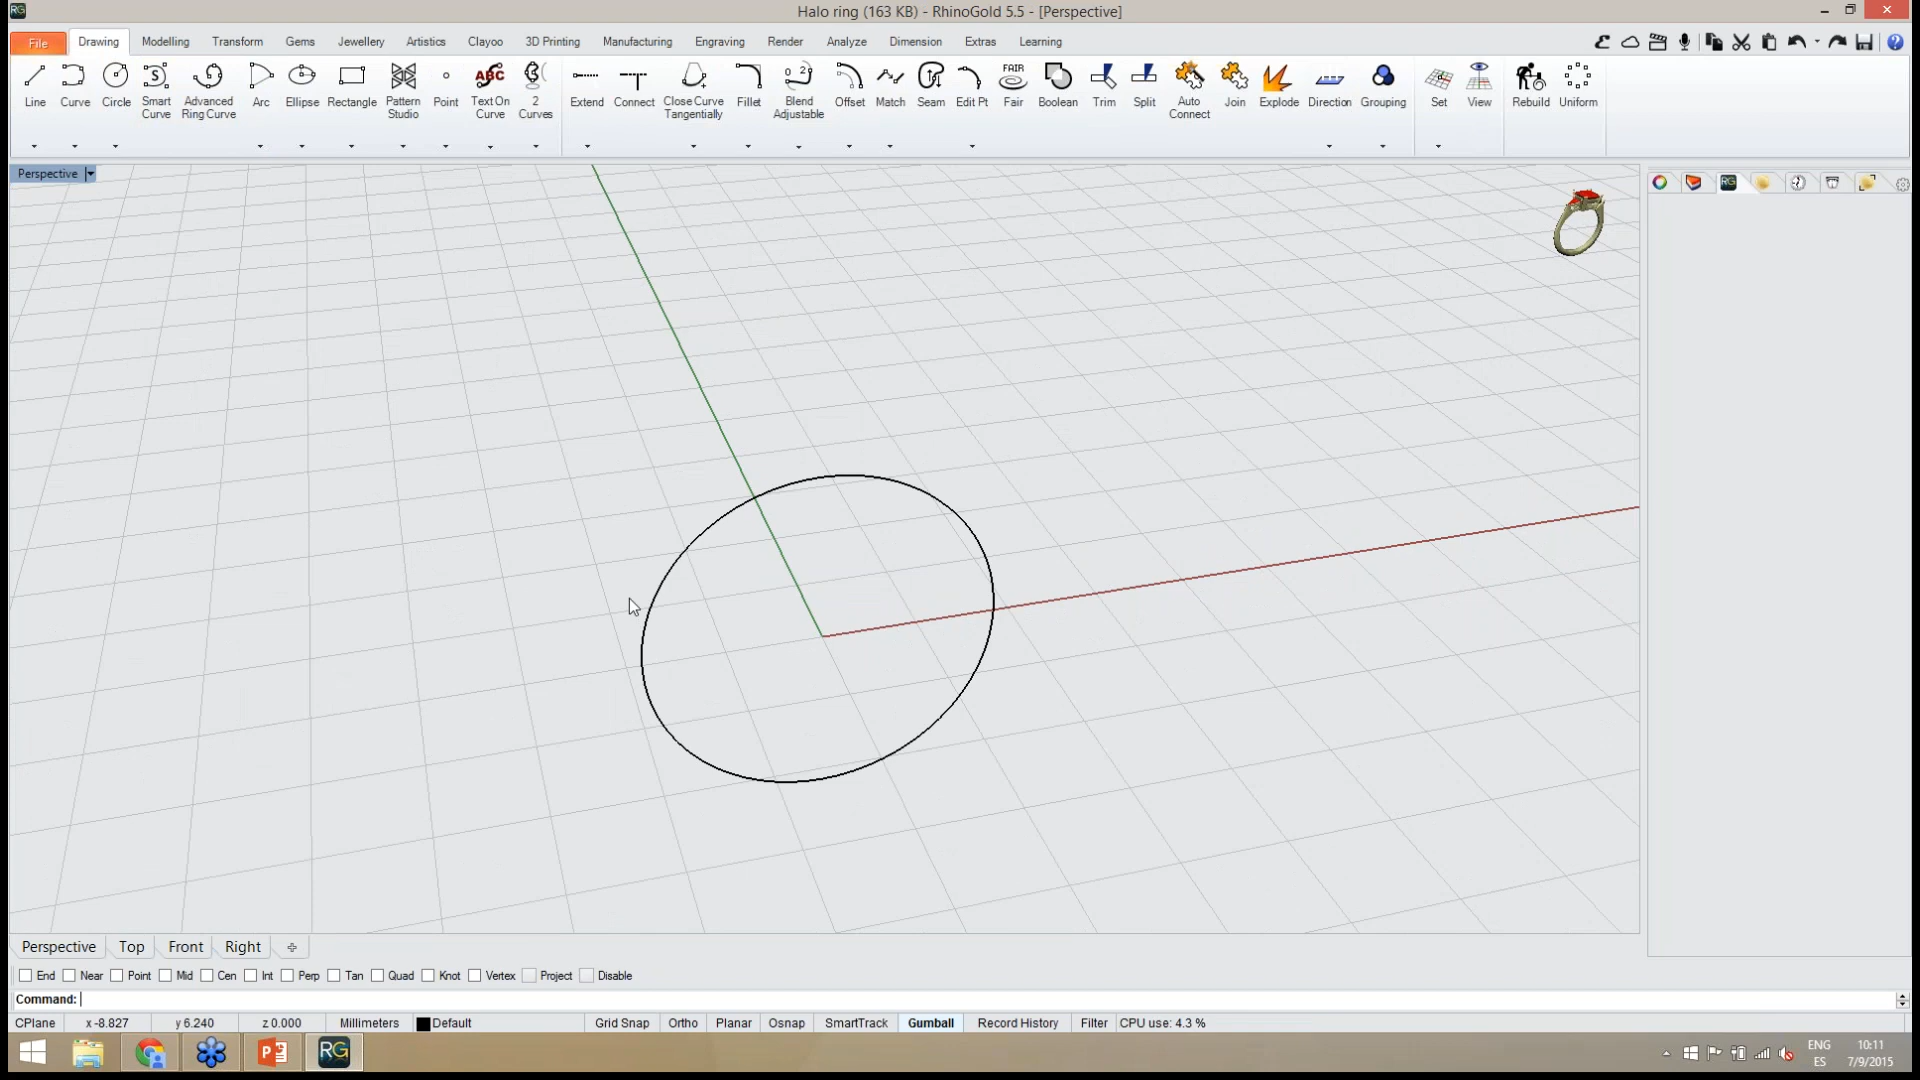 RG Halo ring (163 KB) - RhinoGold 5.5 - [Perspective]
File Drawing Modelling Transform Gems Jewellery Artistics Clayoo 3D Printing Manufacturing Engraving Render Analyze Dimension Extras Learning
Line Curve Circle Smart Curve Advanced Ring Curve Arc Ellipse Rectangle Pattern Studio Point ABC Text On Curve 2 Curves Extend Connect Close Curve Tangentially Fillet Blend Adjustable Offset Match Seam Edit Pt FAIR Fair Boolean Trim Split Auto Connect Join Explode Direction Grouping Set View Rebuild Uniform
Perspective
RG
Perspective Top Front Right
End Near Point Mid Cen Int Perp Tan Quad Knot Vertex Project Disable
Command:
CPlane x -8.827 y 6.240 z 0.000 Millimeters Default Grid Snap Ortho Planar Osnap SmartTrack Gumball Record History Filter CPU use: 4.3 %
RG ENG 10:11
ES 7/9/2015